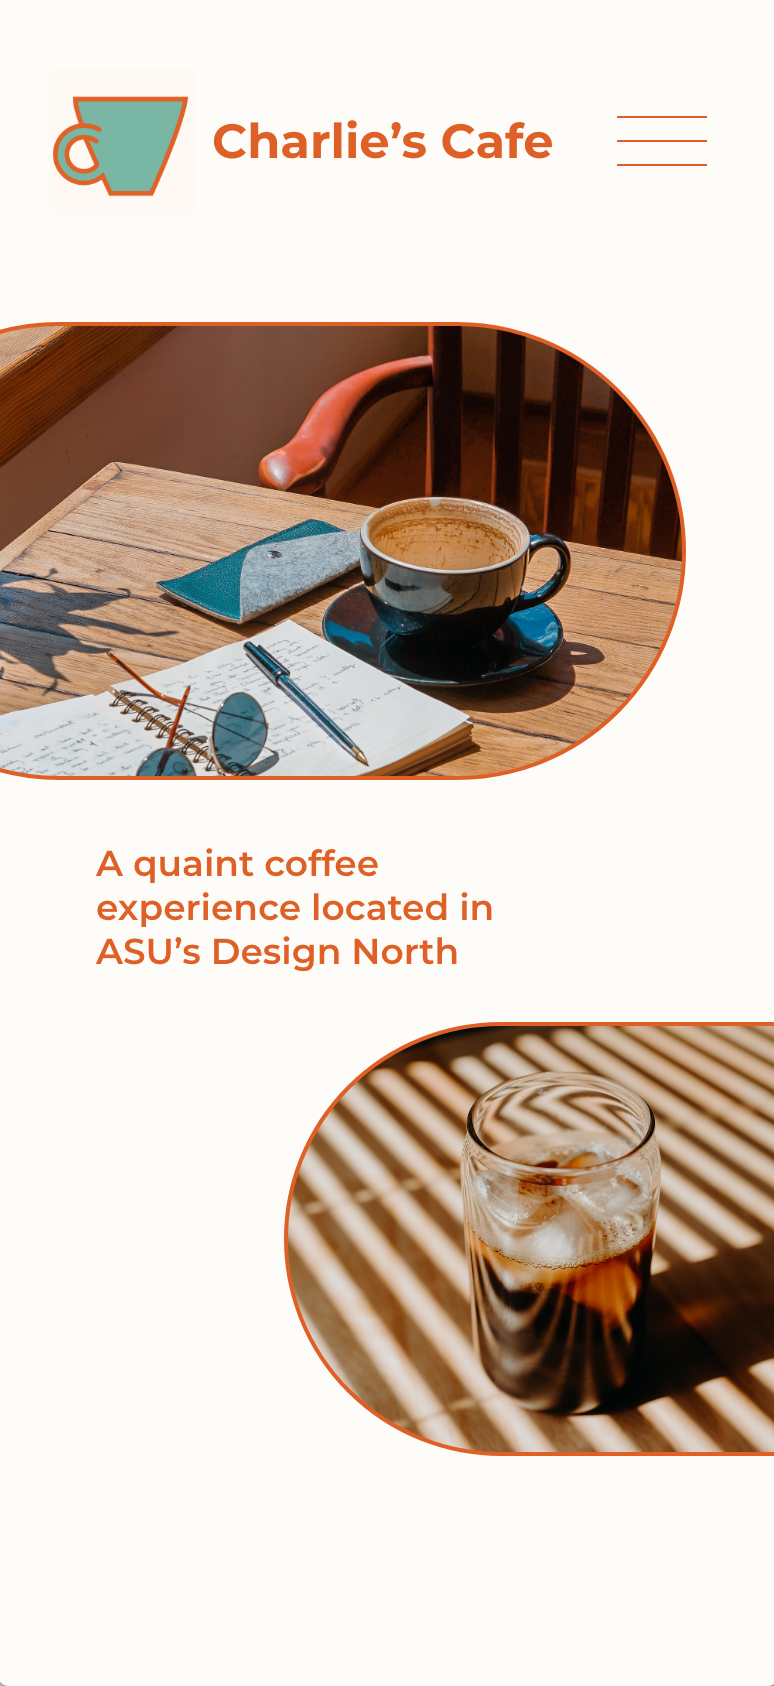 Charlie’s Cafe
A quaint coffee
experience located in
ASU’s Design North